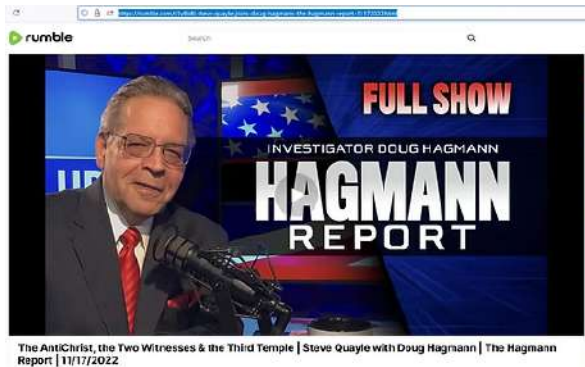 rumble
Search
FULL SHOW
INVESTIGATOR DOUG HAGMANN
HAGMANN
REPORT
The AntiChrist, the Two Witnesses & the Third Temple | Steve Quayle with Doug Hagmann | The Hagmann
Report | 11/17/2022